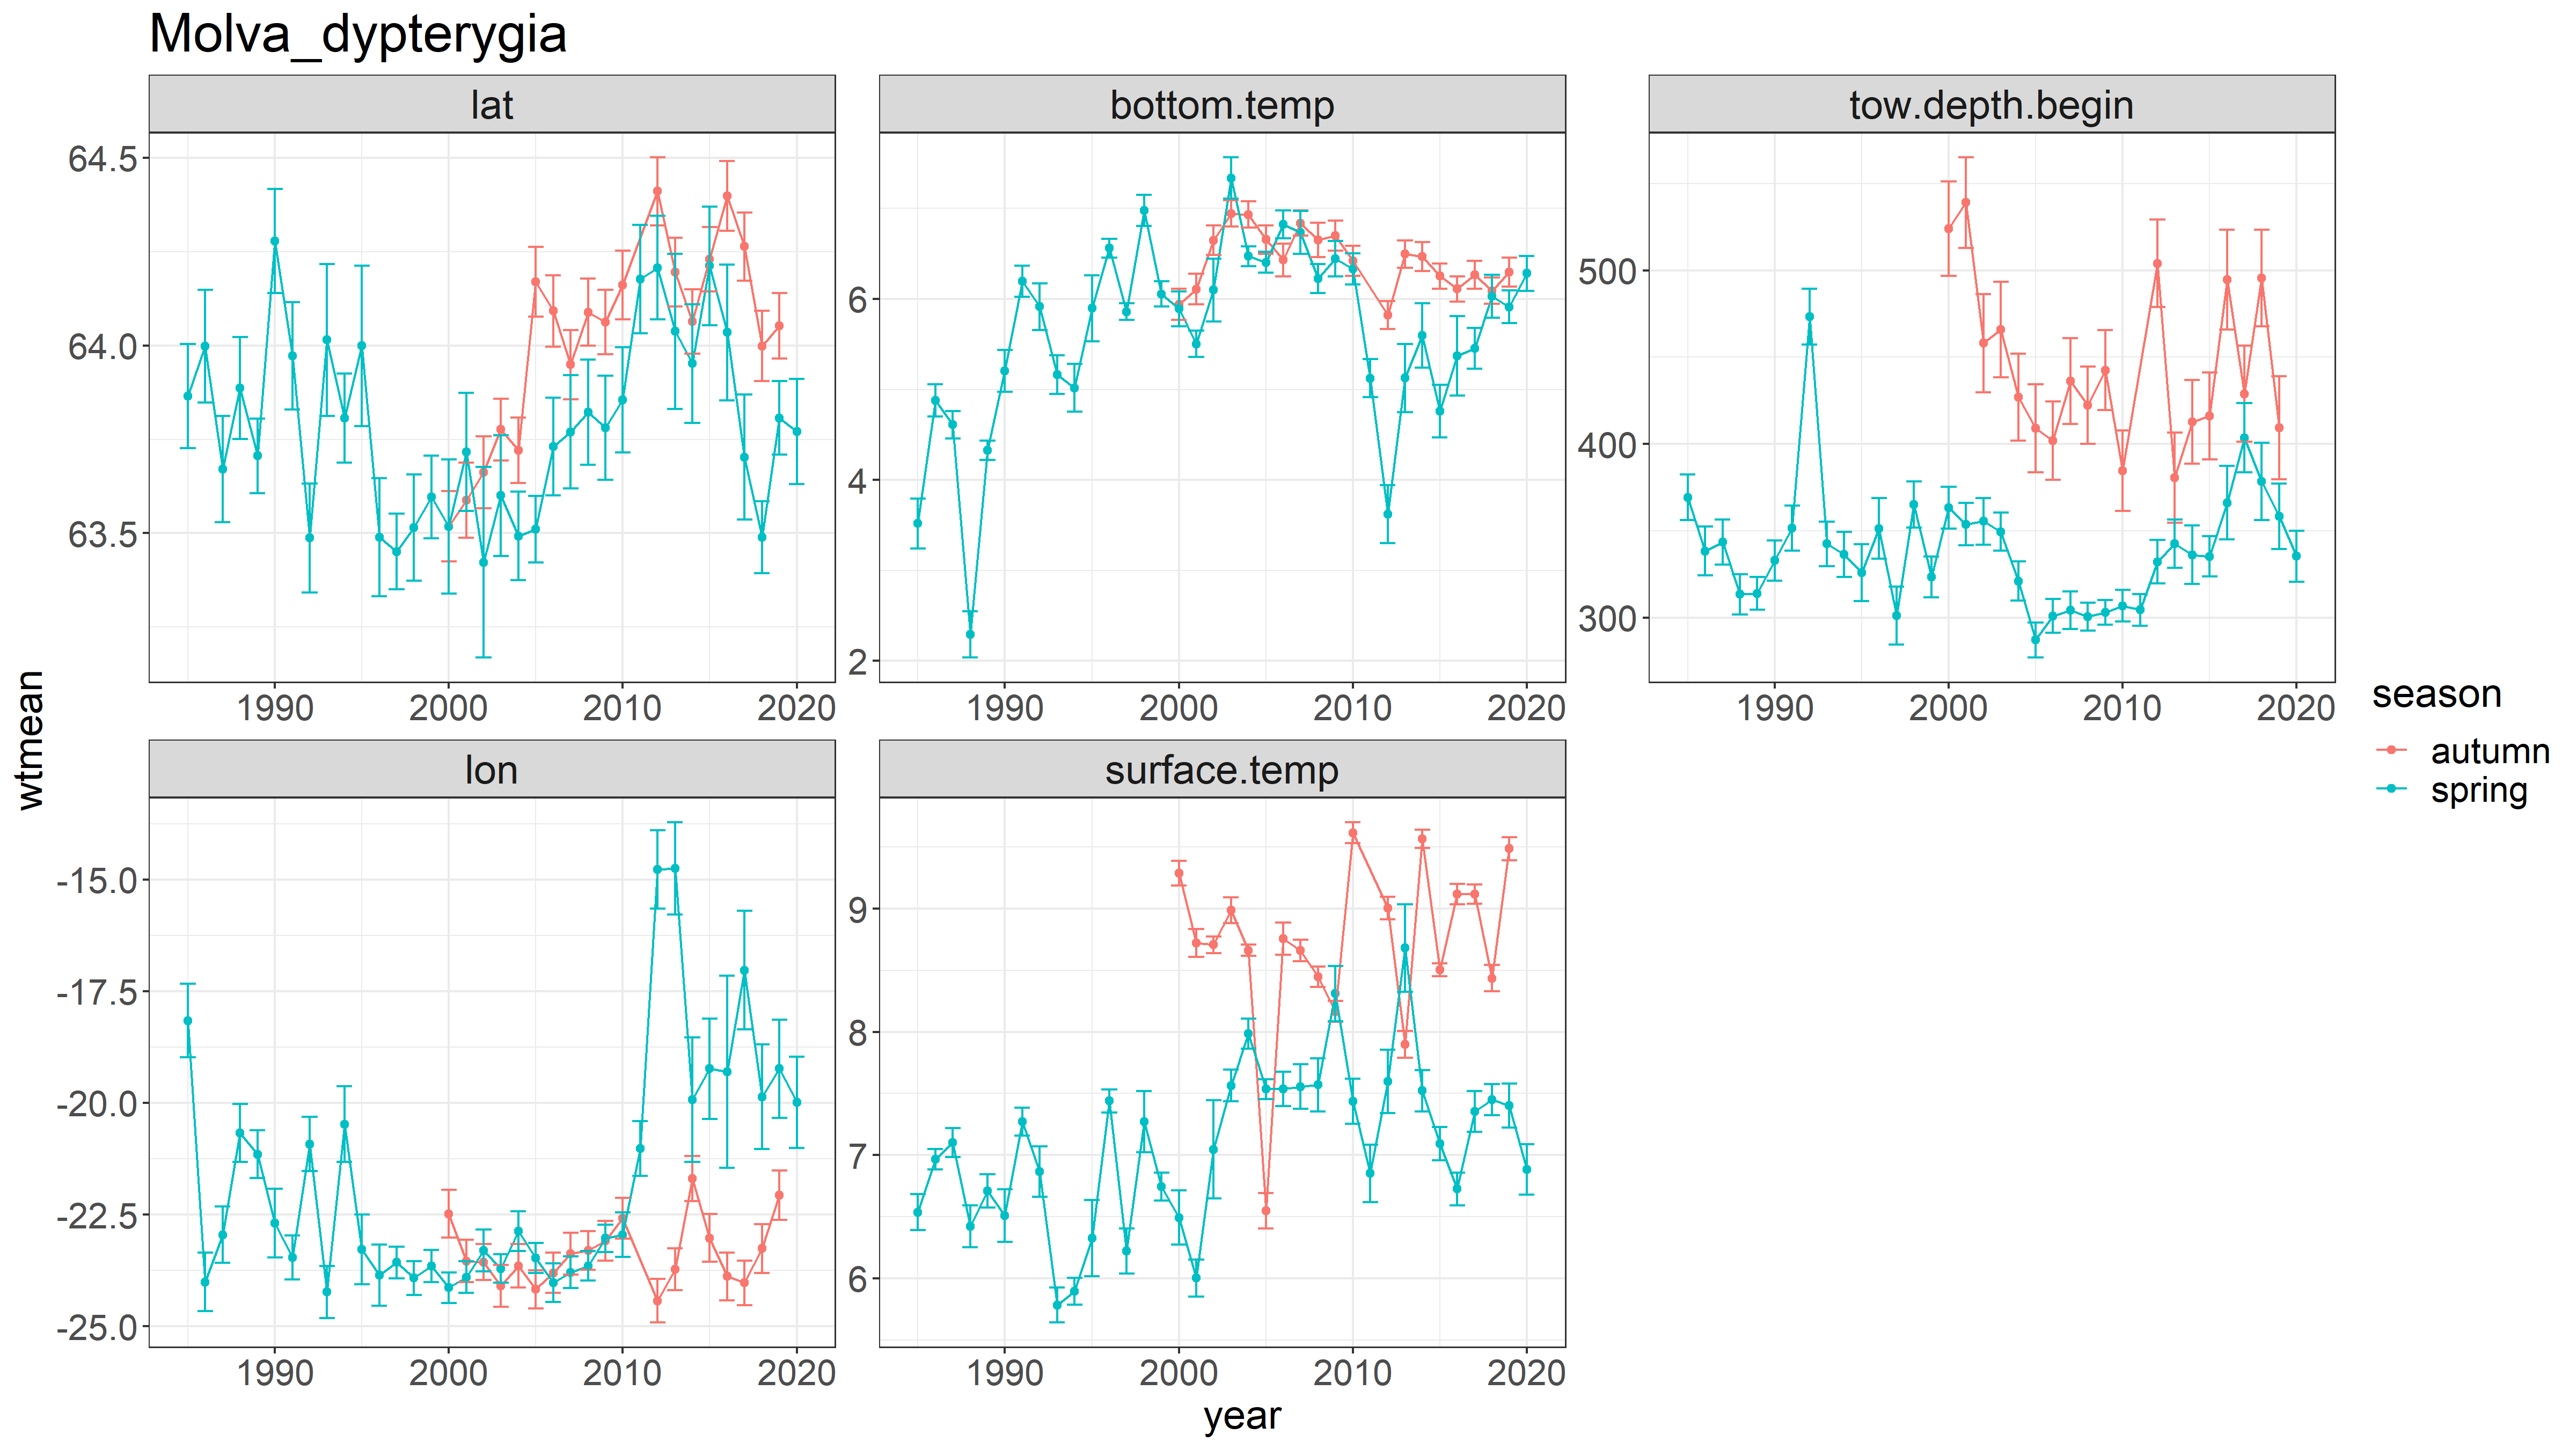 Molva_dypterygia
lat
bottom.temp
tow.depth.begin
64.5
64.0
63.5
6
4
2
500
400
300
1990 2000 2010 2020
1990 2000 2010 2020
1990 2000 2010 2020
wtmean
season
autumn
spring
lon
surface.temp
-15.0
-17.5
-20.0
-22.5
-25.0
9
8
7
6
1990 2000 2010 2020
1990 2000 2010 2020
year